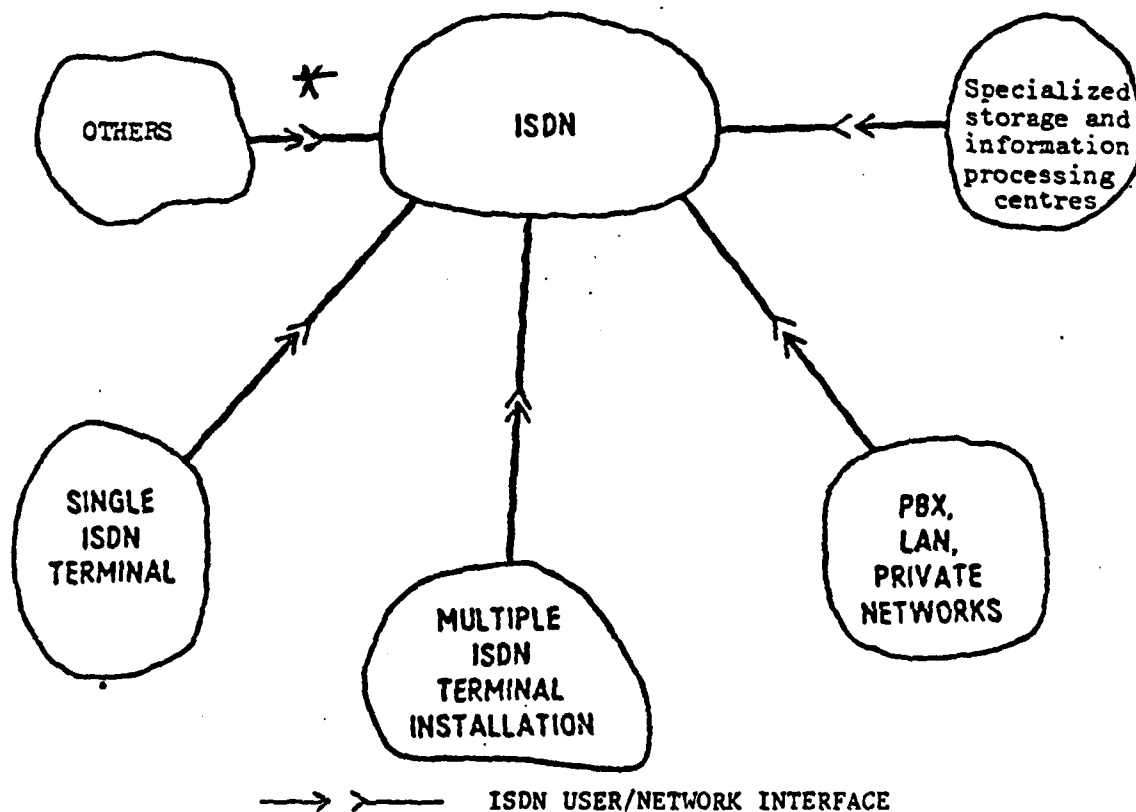 OTHERS
*
ISDN
Specialized
storage and
information
processing
centres
SINGLE
ISDN
TERMINAL
MULTIPLE
ISDN
TERMINAL
INSTALLATION
PBX,
LAN,
PRIVATE
NETWORKS
ISDN USER/NETWORK INTERFACE